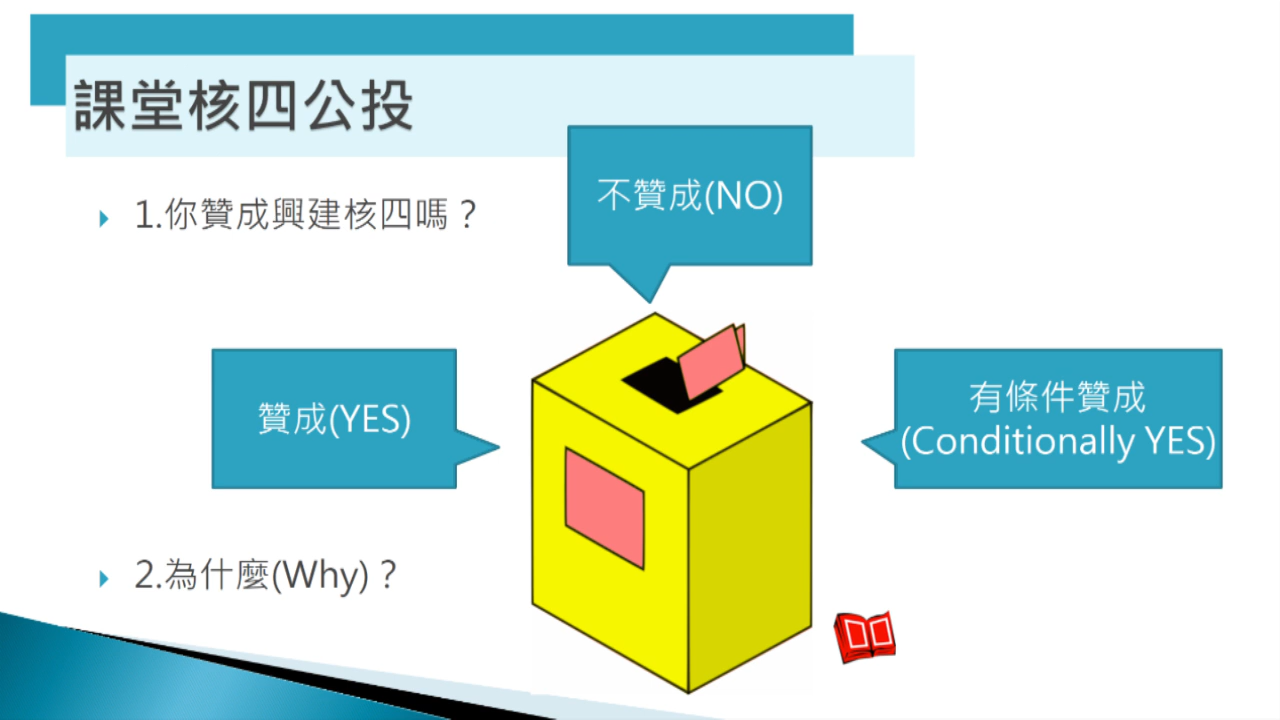 課堂核四公投
1.你贊成興建核四嗎？
不贊成(NO)
贊成(YES)
有條件贊成
(Conditionally YES)
2.為什麼(Why)？